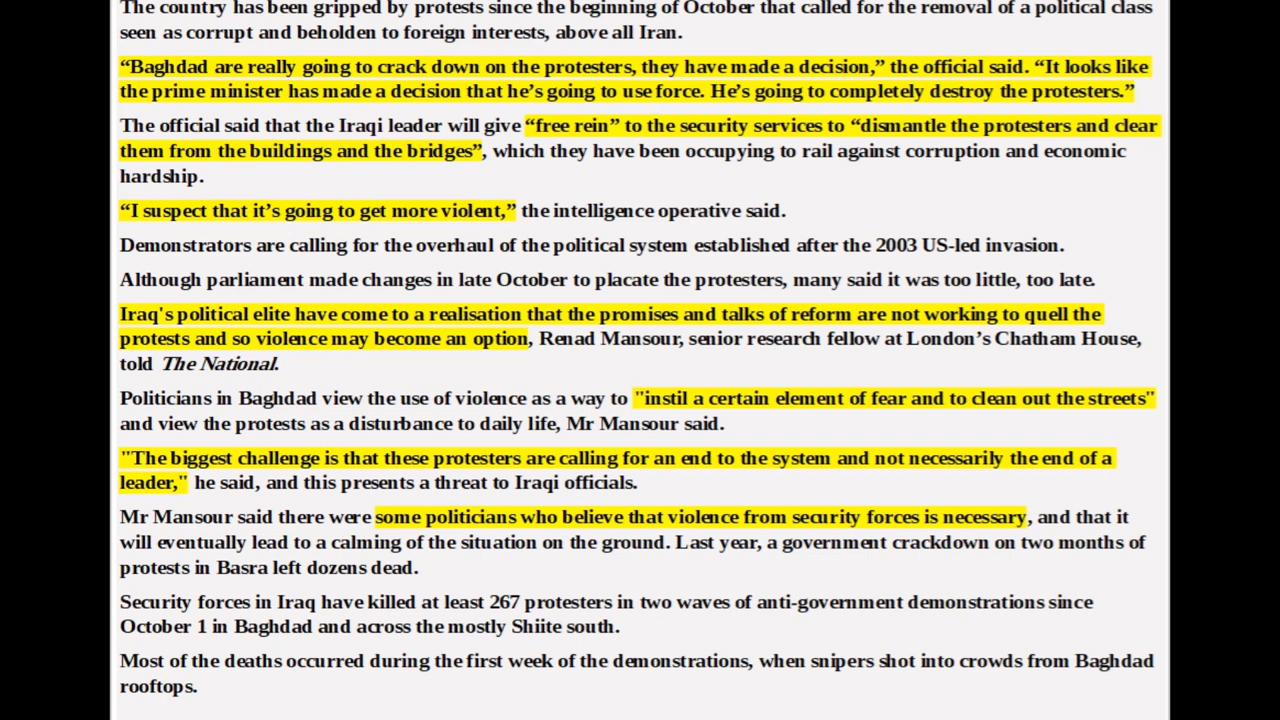 The country has been gripped by protests since the beginning of October that called for the removal of a political class
seen as corrupt and beholden to foreign interests, above all Iran.
“Baghdad are really going to crack down on the protesters, they have made a decision,” the official said. “It looks like
the prime minister has made a decision that he’s going to use force. He’s going to completely destroy the protesters.”
The official said that the Iraqi leader will give “free rein” to the security services to “dismantle the protesters and clear
them from the buildings and the bridges”, which they have been occupying to rail against corruption and economic
hardship.
“I suspect that it’s going to get more violent,” the intelligence operative said.
Demonstrators are calling for the overhaul of the political system established after the 2003 US-led invasion.
Although parliament made changes in late October to placate the protesters, many said it was too little, too late.
Iraq's political elite have come to a realisation that the promises and talks of reform are not working to quell the
protests and so violence may become an option, Renad Mansour, senior research fellow at London’s Chatham House,
told The National.
Politicians in Baghdad view the use of violence as a way to "instil a certain element of fear and to clean out the streets"
and view the protests as a disturbance to daily life, Mr Mansour said.
"The biggest challenge is that these protesters are calling for an end to the system and not necessarily the end of a
leader," he said, and this presents a threat to Iraqi officials.
Mr Mansour said there were some politicians who believe that violence from security forces is necessary, and that it
will eventually lead to a calming of the situation on the ground. Last year, a government crackdown on two months of
protests in Basra left dozens dead.
Security forces in Iraq have killed at least 267 protesters in two waves of anti-government demonstrations since
October 1 in Baghdad and across the mostly Shiite south.
Most of the deaths occurred during the first week of the demonstrations, when snipers shot into crowds from Baghdad
rooftops.